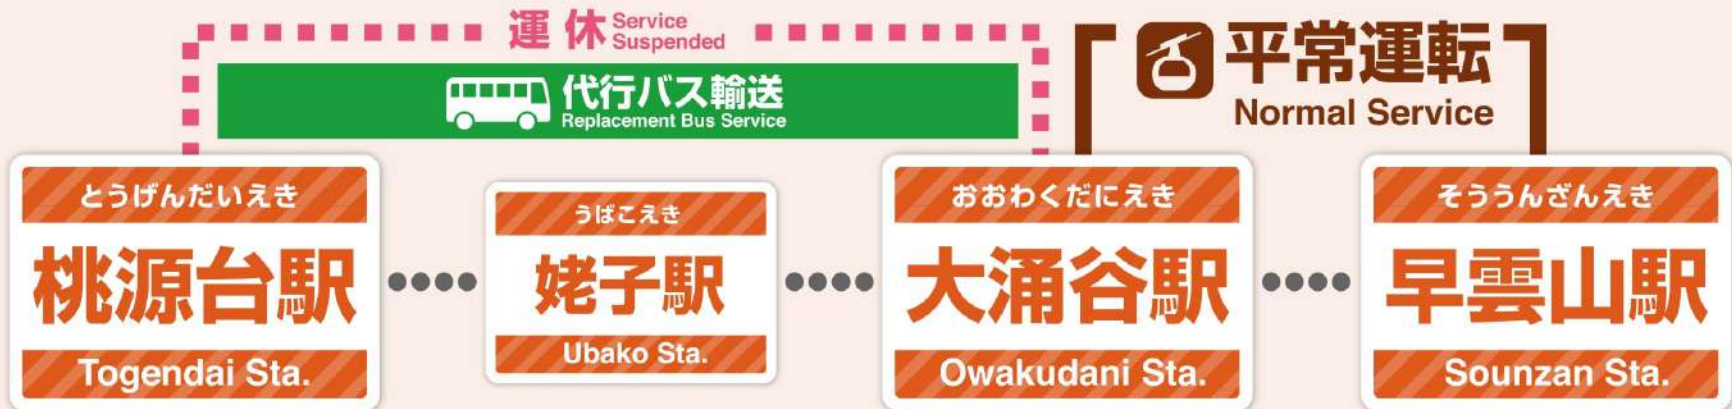 運休 Service Suspended
代行バス輸送
Replacement Bus Service
平常運転
Normal Service
とうげんだいえき
桃源台駅
Togendai Sta.
うばこえき
姥子駅
Ubako Sta.
おおわくだにえき
大涌谷駅
Owakudani Sta.
そううんざんえき
早雲山駅
Sounzan Sta.